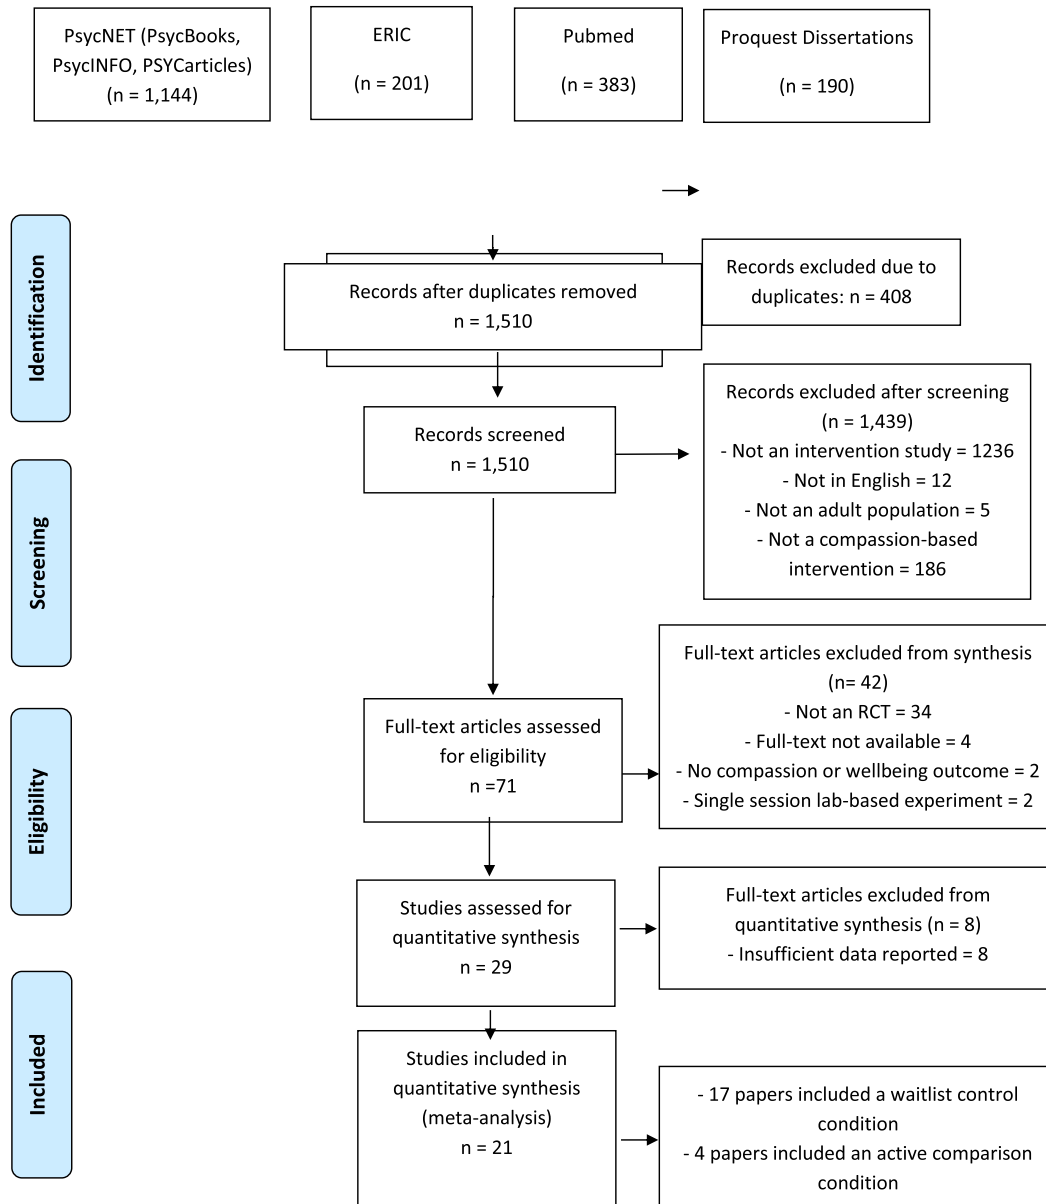 PsycNET (PsycBooks,
PsycINFO, PSYCarticles)
(n = 1,144)
ERIC
(n = 201)
Pubmed
(n = 383)
Proquest Dissertations
(n = 190)
Identification
Records after duplicates removed
n = 1,510
Records excluded due to
duplicates: n = 408
Records screened
n = 1,510
Records excluded after screening
(n = 1,439)
- Not an intervention study = 1236
- Not in English = 12
- Not an adult population = 5
- Not a compassion-based
intervention = 186
Screening
Full-text articles assessed
for eligibility
n =71
Full-text articles excluded from synthesis
(n= 42)
- Not an RCT = 34
- Full-text not available = 4
- No compassion or wellbeing outcome = 2
- Single session lab-based experiment = 2
Eligibility
Studies assessed for
quantitative synthesis
n = 29
Full-text articles excluded from
quantitative synthesis (n = 8)
- Insufficient data reported = 8
Included
Studies included in
quantitative synthesis
(meta-analysis)
n = 21
- 17 papers included a waitlist control
condition
- 4 papers included an active comparison
condition